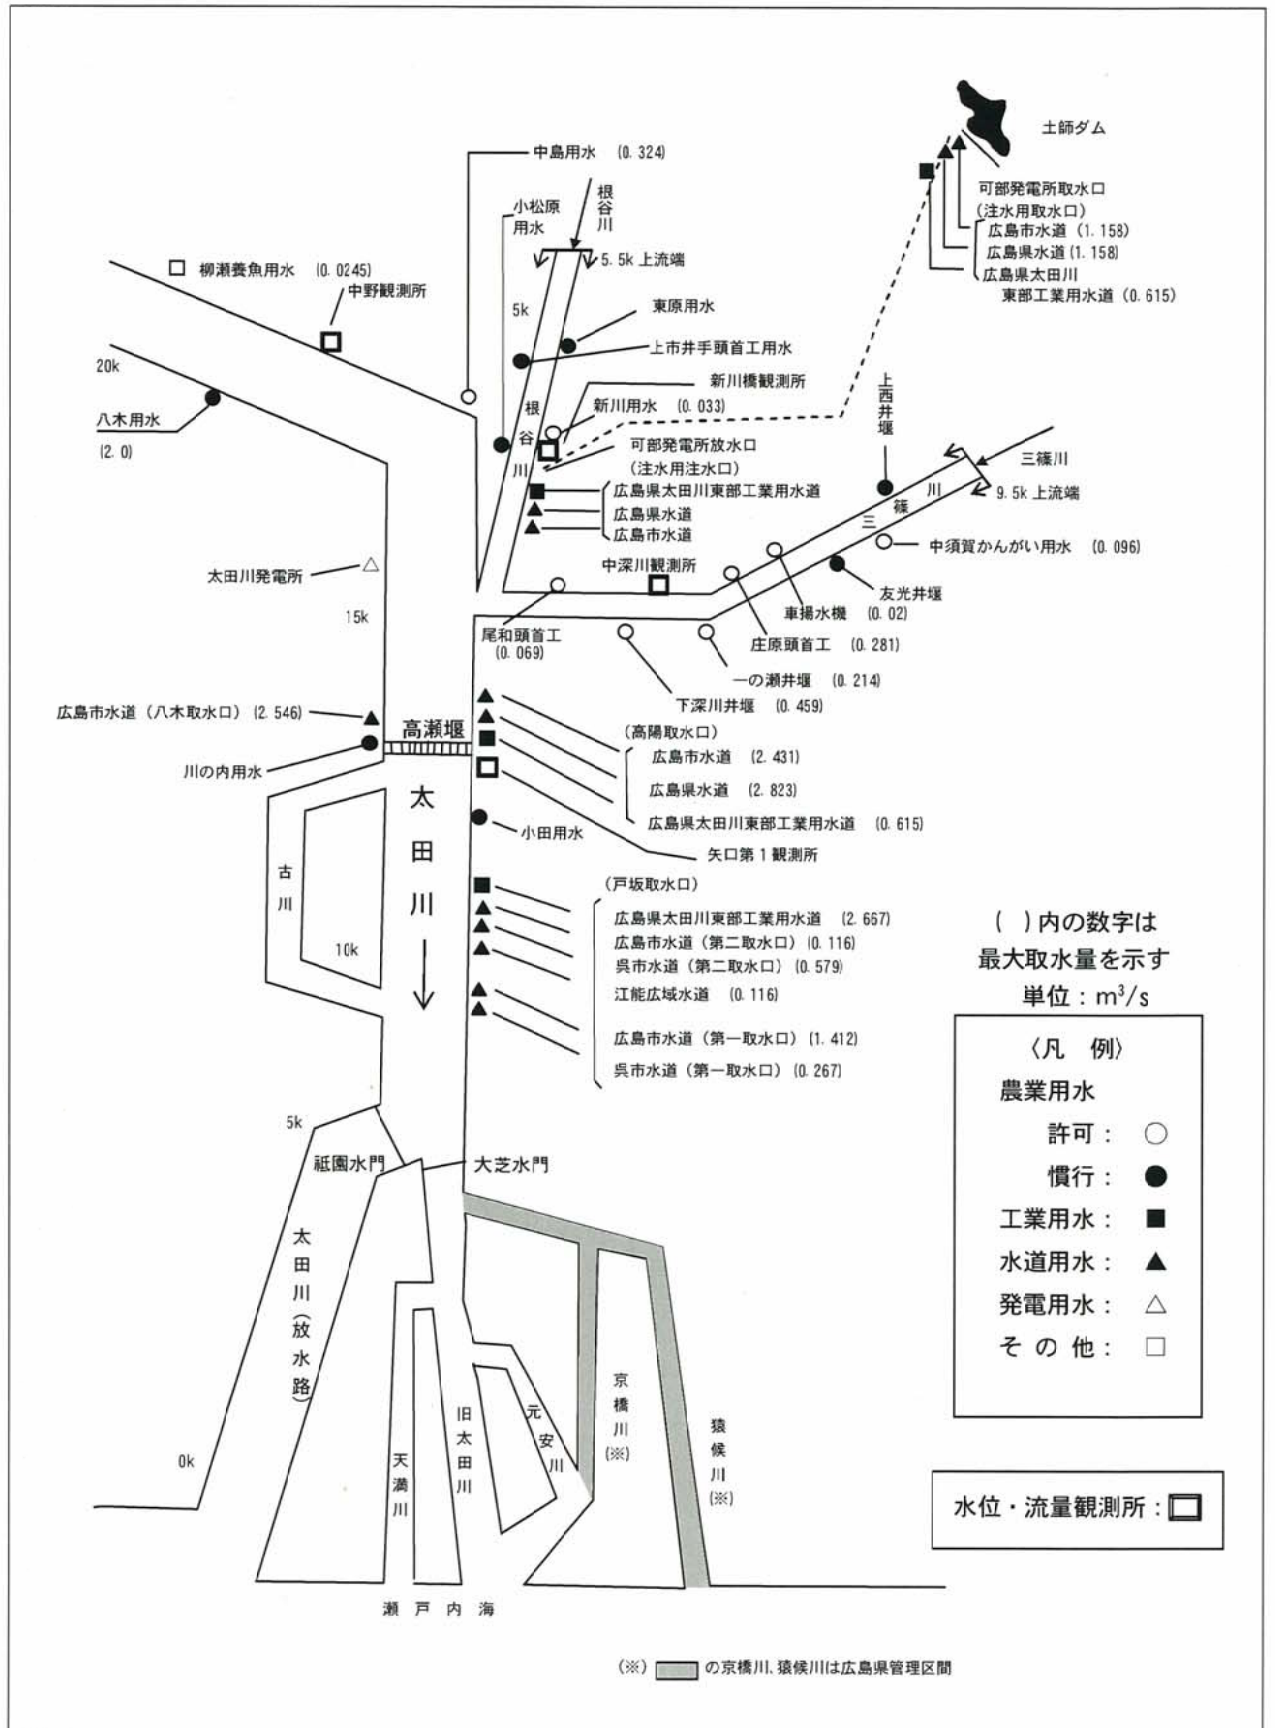 土師ダム
中島用水 (0.324)
根谷川
小松原
用水
可部発電所取水口
(注水用取水口)
広島市水道 (1.158)
広島県水道 (1.158)
広島県太田川
東部工業用水道 (0.615)
5.5k 上流端
柳瀬養魚用水 (0.0245)
中野観測所
5k
東原用水
上市井手頭首工用水
20k
新川橋観測所
上西井堰
八木用水
(2.0)
根谷川
新川用水 (0.033)
可部発電所放水口
(注水用注水口)
三篠川
広島県太田川東部工業用水道
三篠川
9.5k 上流端
広島県水道
広島市水道
中須賀かんがい用水 (0.096)
中深川観測所
太田川発電所
友光井堰
15k
車揚水機 (0.02)
尾和頭首工
(0.069)
庄原頭首工 (0.281)
一の瀬井堰 (0.214)
下深川井堰 (0.459)
広島市水道(八木取水口) (2.546)
高瀬堰
(高陽取水口)
広島市水道 (2.431)
川の内用水
広島県水道 (2.823)
太田川
広島県太田川東部工業用水道 (0.615)
小田用水
矢口第1観測所
古川
(戸坂取水口)
広島県太田川東部工業用水道 (2.667)
広島市水道(第二取水口) (0.116)
10k
呉市水道(第二取水口) (0.579)
江能広域水道 (0.116)
広島市水道(第一取水口) (1.412)
呉市水道(第一取水口) (0.267)
( )内の数字は
最大取水量を示す
単位:m³/s
〈凡 例〉
農業用水
許可: ○
慣行: ●
工業用水: ■
水道用水: ▲
発電用水: △
その他: □
5k
祗園水門
大芝水門
太田川(放水路)
0k
天満川
旧太田川
元安川
京橋川(※)
猿候川(※)
水位・流量観測所:
瀬戸内海
(※) の京橋川、猿候川は広島県管理区間